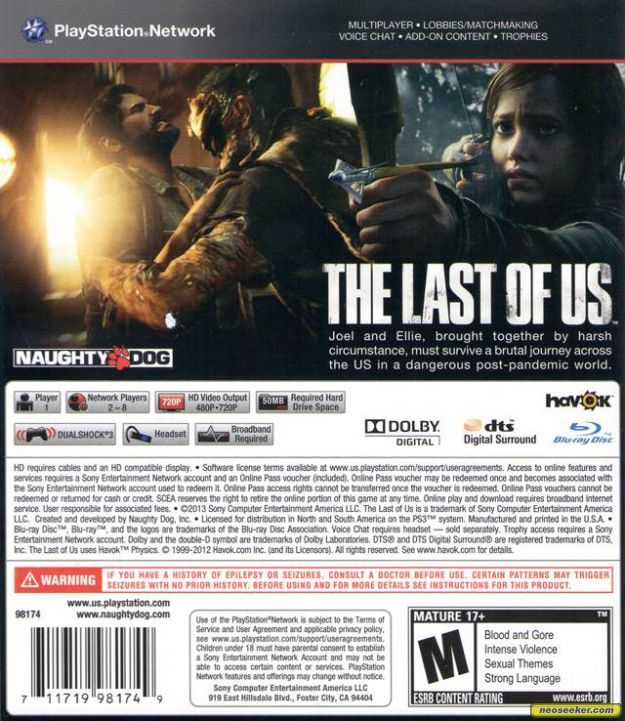 PlayStation®Network
MULTIPLAYER • LOBBIES/MATCHMAKING
VOICE CHAT • ADD-ON CONTENT • TROPHIES
THE LAST OF US™
Joel and Ellie, brought together by harsh
circumstance, must survive a brutal journey across
the US in a dangerous post-pandemic world.
NAUGHTY DOG
Player
1
Network Players
2–8
720P
HD Video Output
480P•720P
50MB
Required Hard
Drive Space
DUALSHOCK®3
Headset
Broadband
Required
DOLBY
DIGITAL
dts
Digital Surround
havok
Blu-ray Disc™
HD requires cables and an HD compatible display. • Software license terms available at www.us.playstation.com/support/useragreements. Access to online features and
services requires a Sony Entertainment Network account and an Online Pass voucher (included). Online Pass voucher may be redeemed once and becomes associated with
the Sony Entertainment Network account used to redeem it. Online Pass access rights cannot be transferred once the voucher is redeemed. Online Pass vouchers cannot be
redeemed or returned for cash or credit. SCEA reserves the right to retire the online portion of this game at any time. Online play and download requires broadband internet
service. User responsible for associated fees. • ©2013 Sony Computer Entertainment America LLC. The Last of Us is a trademark of Sony Computer Entertainment America
LLC. Created and developed by Naughty Dog, Inc. • Licensed for distribution in North and South America on the PS3™ system. Manufactured and printed in the U.S.A. •
Blu-ray Disc™, Blu-ray™, and the logos are trademarks of the Blu-ray Disc Association. Voice Chat requires headset — sold separately. Trophy access requires a Sony
Entertainment Network account. Dolby and the double-D symbol are trademarks of Dolby Laboratories. DTS® and DTS Digital Surround® are registered trademarks of DTS,
Inc. The Last of Us uses Havok™ Physics. © 1999-2012 Havok.com Inc. (and its Licensors). All rights reserved. See www.havok.com for details.
WARNING
IF YOU HAVE A HISTORY OF EPILEPSY OR SEIZURES, CONSULT A DOCTOR BEFORE USE. CERTAIN PATTERNS MAY TRIGGER
SEIZURES WITH NO PRIOR HISTORY. BEFORE USING AND FOR MORE DETAILS SEE INSTRUCTIONS FOR THIS PRODUCT.
www.us.playstation.com
98174 www.naughtydog.com
7 11719 98174 9
Use of the PlayStation®Network is subject to the Terms of
Service and User Agreement and applicable privacy policy,
see www.us.playstation.com/support/useragreements.
Children under 18 must have parental consent to establish
a Sony Entertainment Network Account and may not be
able to access certain content or services. PlayStation
Network features and offerings may change without notice.
Sony Computer Entertainment America LLC
919 East Hillsdale Blvd., Foster City, CA 94404
MATURE 17+
TM
M
Blood and Gore
Intense Violence
Sexual Themes
Strong Language
ESRB CONTENT RATING
www.esrb.org
neoseeker.com